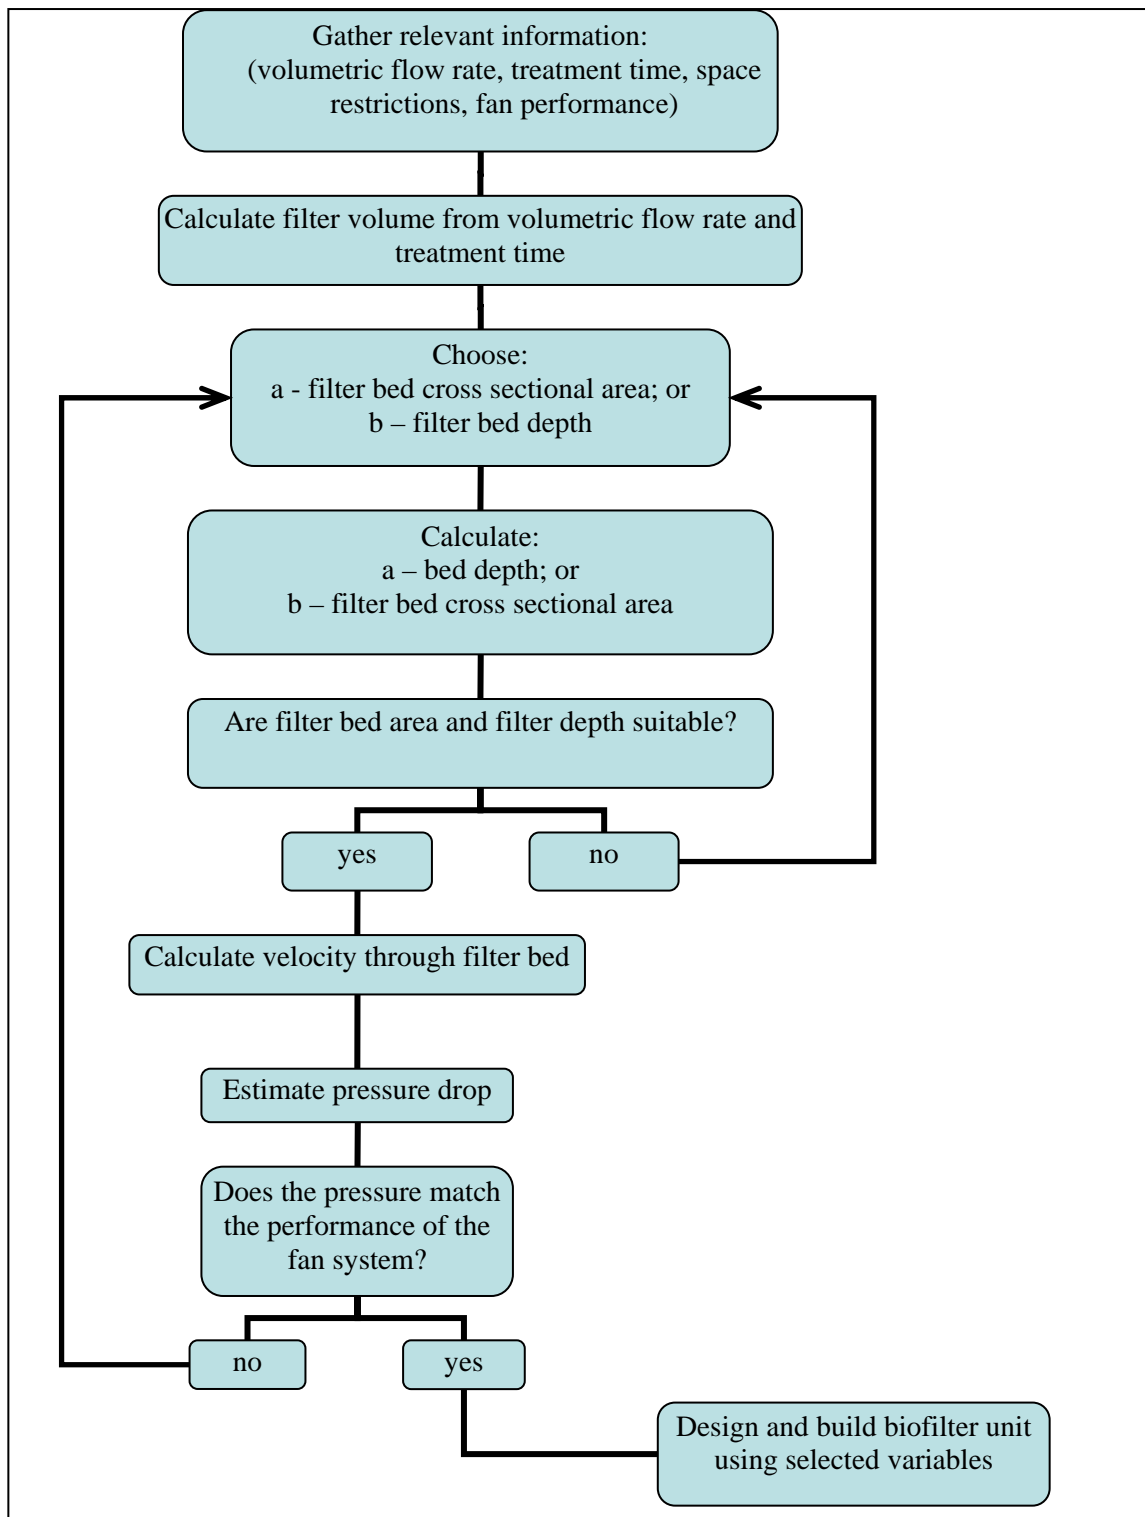 Gather relevant information:
(volumetric flow rate, treatment time, space
restrictions, fan performance)
Calculate filter volume from volumetric flow rate and
treatment time
Choose:
a - filter bed cross sectional area; or
b – filter bed depth
Calculate:
a – bed depth; or
b – filter bed cross sectional area
Are filter bed area and filter depth suitable?
yes
no
Calculate velocity through filter bed
Estimate pressure drop
Does the pressure match
the performance of the
fan system?
no
yes
Design and build biofilter unit
using selected variables